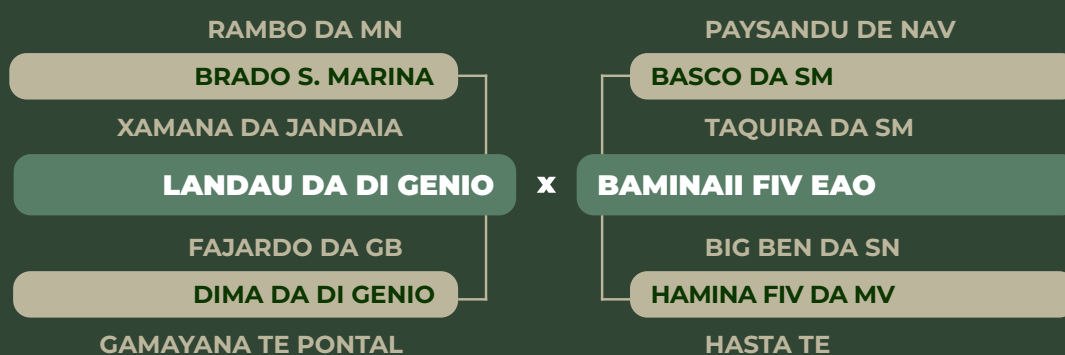 RAMBO DA MN
BRADO S. MARINA
XAMANA DA JANDAIA
LANDAU DA DI GENIO
FAJARDO DA GB
DIMA DA DI GENIO
GAMAYANA TE PONTAL
x
PAYSANDU DE NAV
BASCO DA SM
TAQUIRA DA SM
BAMINAII FIV EAO
BIG BEN DA SN
HAMINA FIV DA MV
HASTA TE